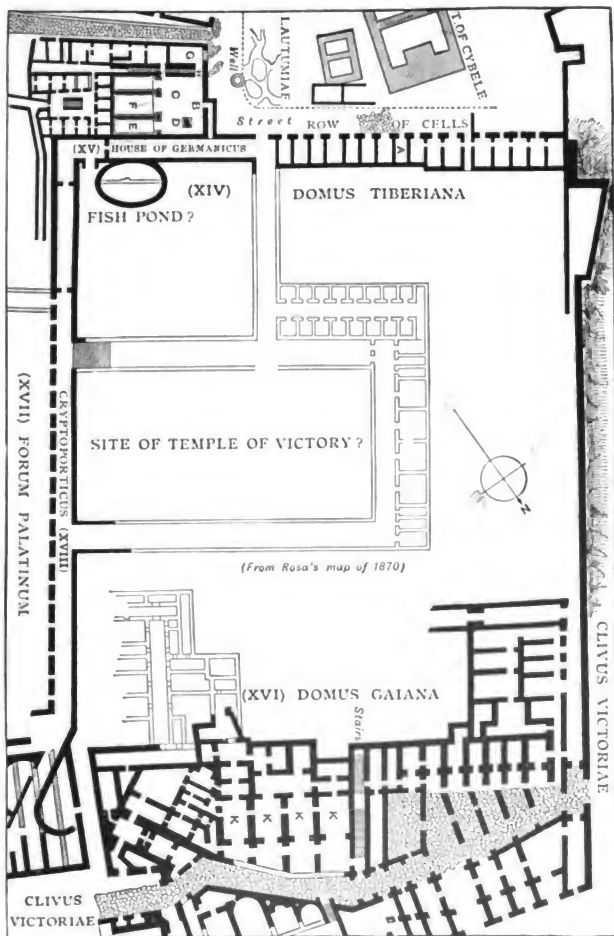 LAUTUMIAE
T. OF CYBELE
Well
G
B
C
D
F
E
Street ROW OF CELLS
(XV) HOUSE OF GERMANICUS
A
(XIV)
FISH POND?
DOMUS TIBERIANA
(XVII) FORUM PALATINUM
CRYPTOPORTICUS (XVIII)
SITE OF TEMPLE OF VICTORY?
N
(From Rosa's map of 1870)
(XVI) DOMUS GAIANA
Stairs
CLIVUS VICTORIAE
K K K K
CLIVUS
VICTORIAE